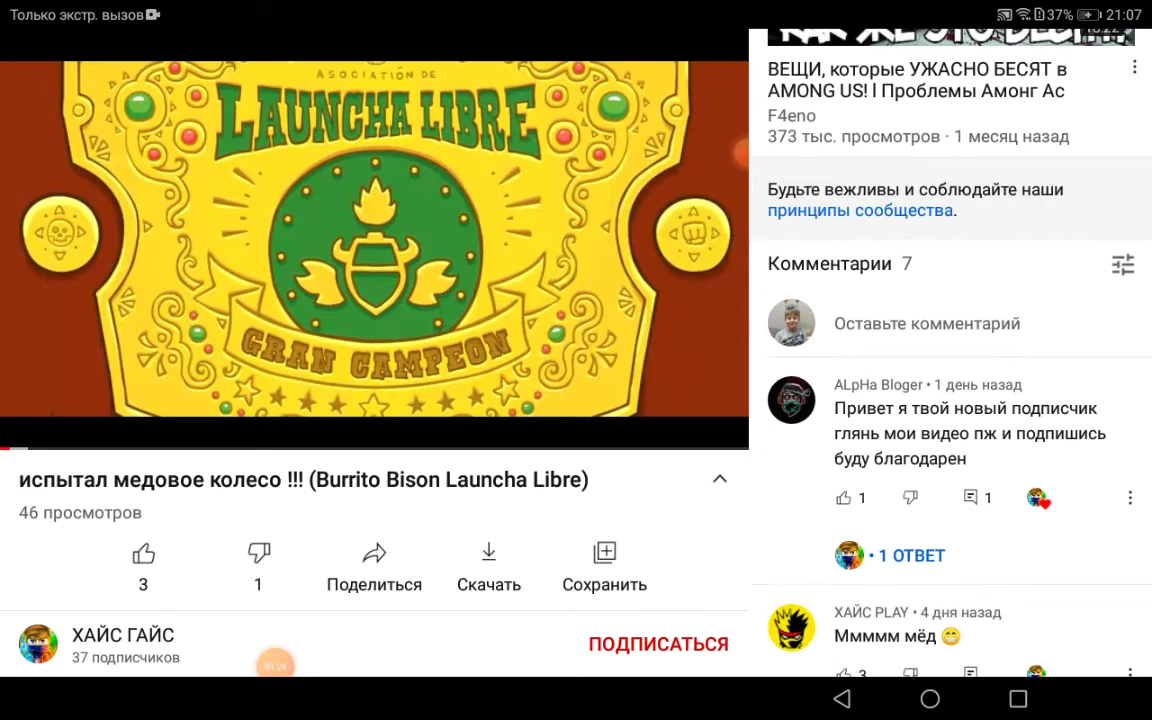 Только экстр. вызов
37% 21:07
ASOCIATIÓN DE
LAUNCHA LIBRE
GRAN CAMPEON
испытал медовое колесо !!! (Burrito Bison Launcha Libre)
46 просмотров
3
1
Поделиться
Скачать
Сохранить
ХАЙС ГАЙС
37 подписчиков
ПОДПИСАТЬСЯ
01:28
ВЕЩИ, которые УЖАСНО БЕСЯТ в
AMONG US! l Проблемы Амонг Ас
F4eno
373 тыс. просмотров · 1 месяц назад
Будьте вежливы и соблюдайте наши
принципы сообщества.
Комментарии 7
Оставьте комментарий
ALpHa Bloger • 1 день назад
Привет я твой новый подписчик
глянь мои видео пж и подпишись
буду благодарен
1 1
• 1 ОТВЕТ
ХАЙС PLAY • 4 дня назад
Ммммм мёд 😁
3